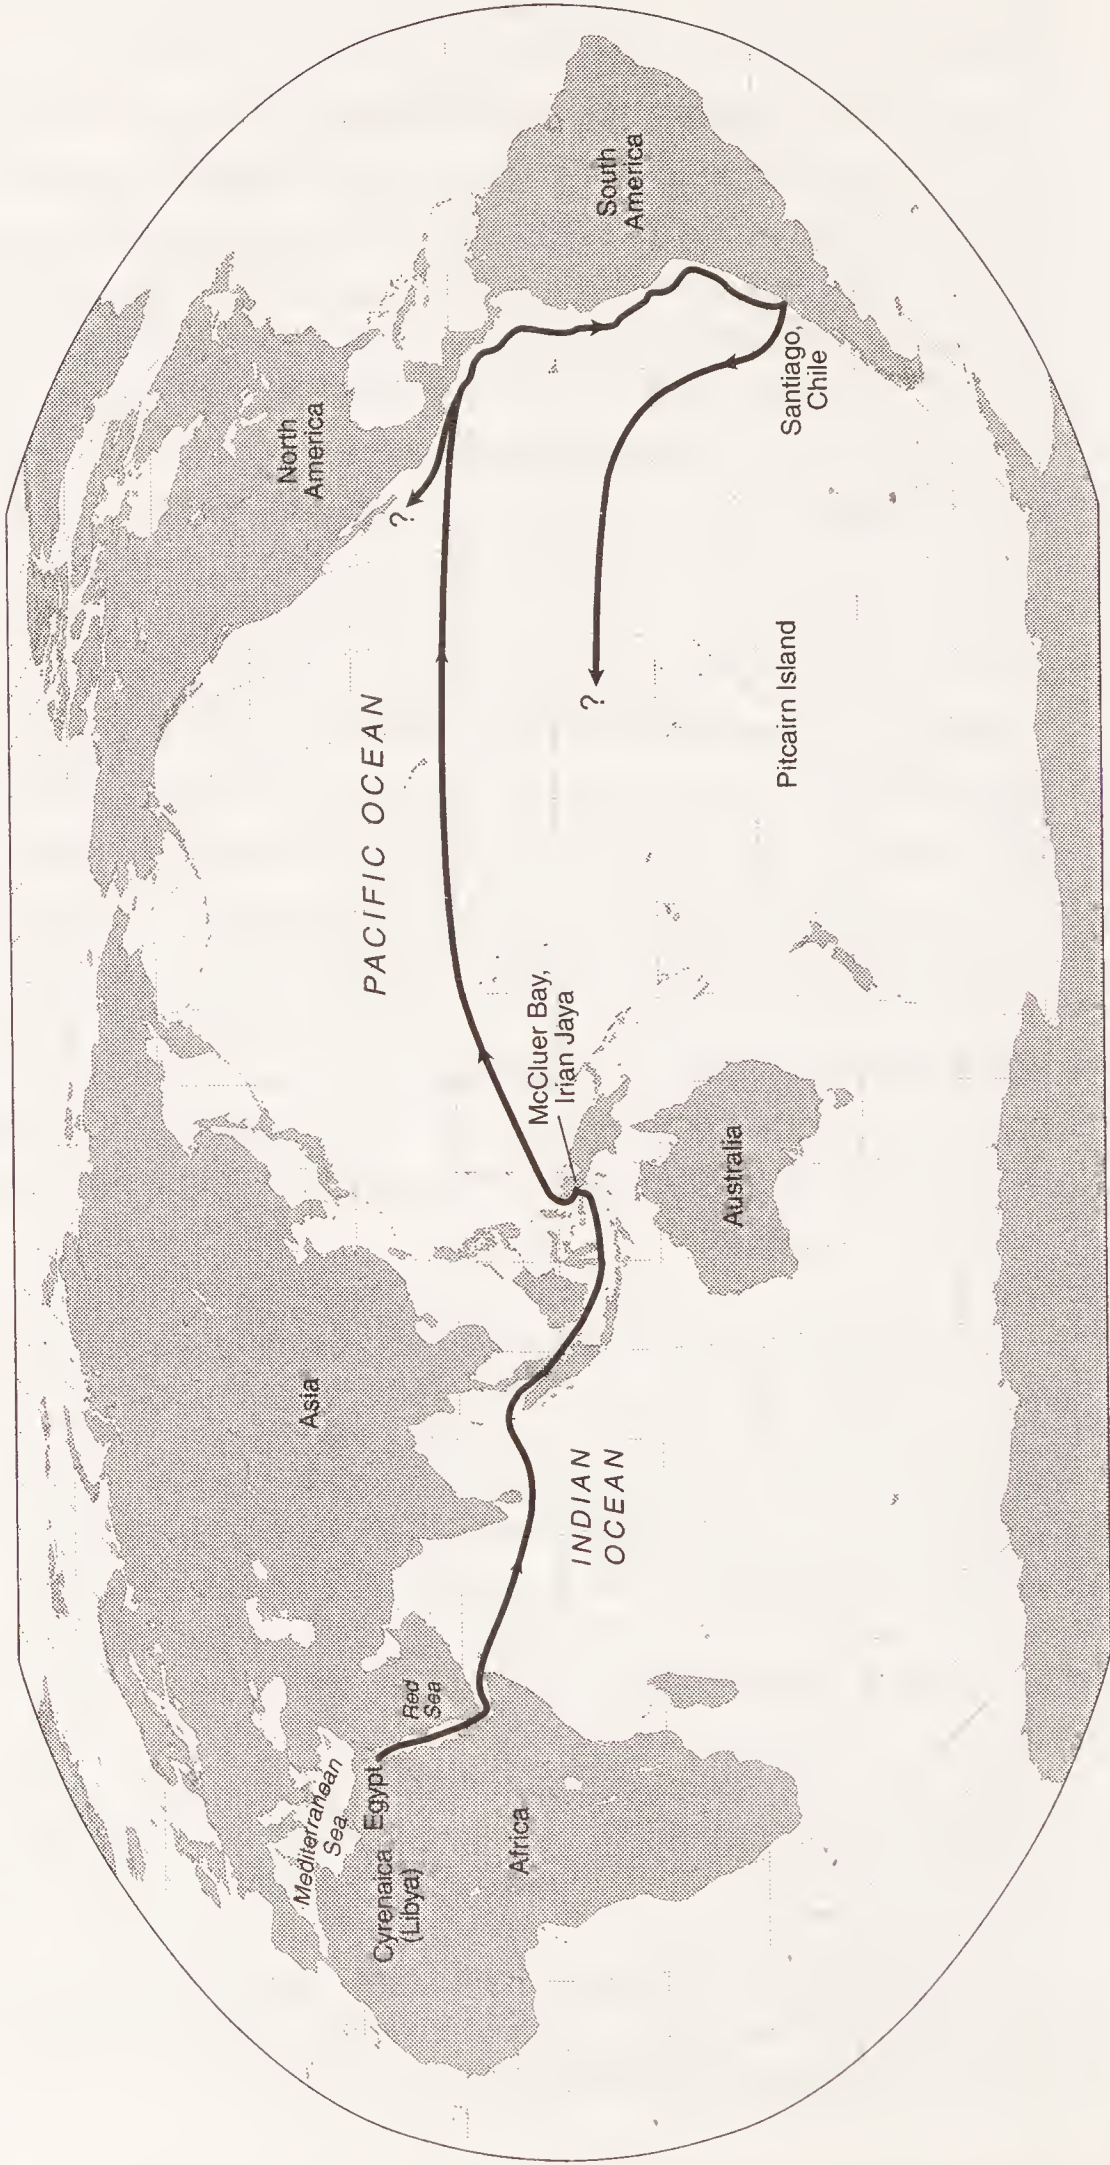 North
America
South
America
PACIFIC OCEAN
?
?
Santiago,
Chile
Pitcairn Island
McCluer Bay,
Irian Jaya
Australia
Asia
INDIAN
OCEAN
Red
Sea
Mediterranean
Sea
Egypt
Cyrenaica
(Libya)
Africa